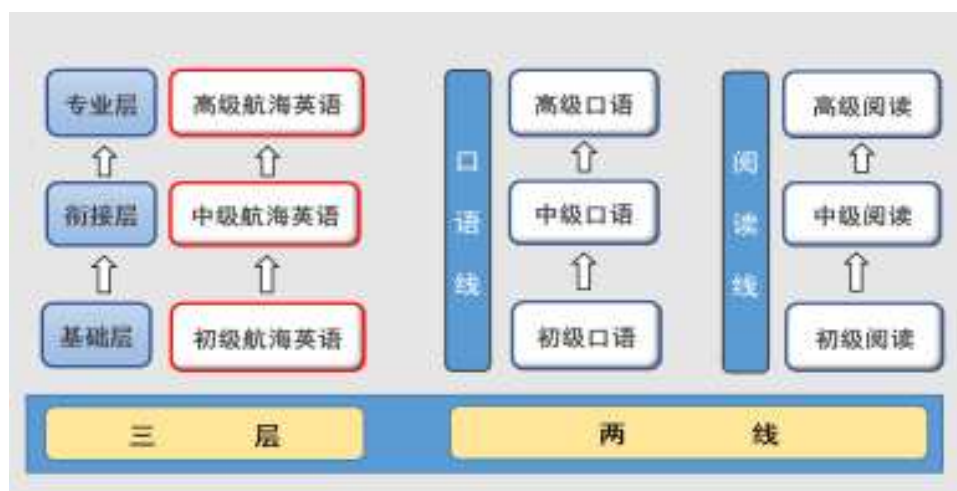 专业层 高级航海英语 高级口语 高级阅读
衔接层 中级航海英语 中级口语 中级阅读
基础层 初级航海英语 初级口语 初级阅读
口语线
阅读线
三 层
两 线